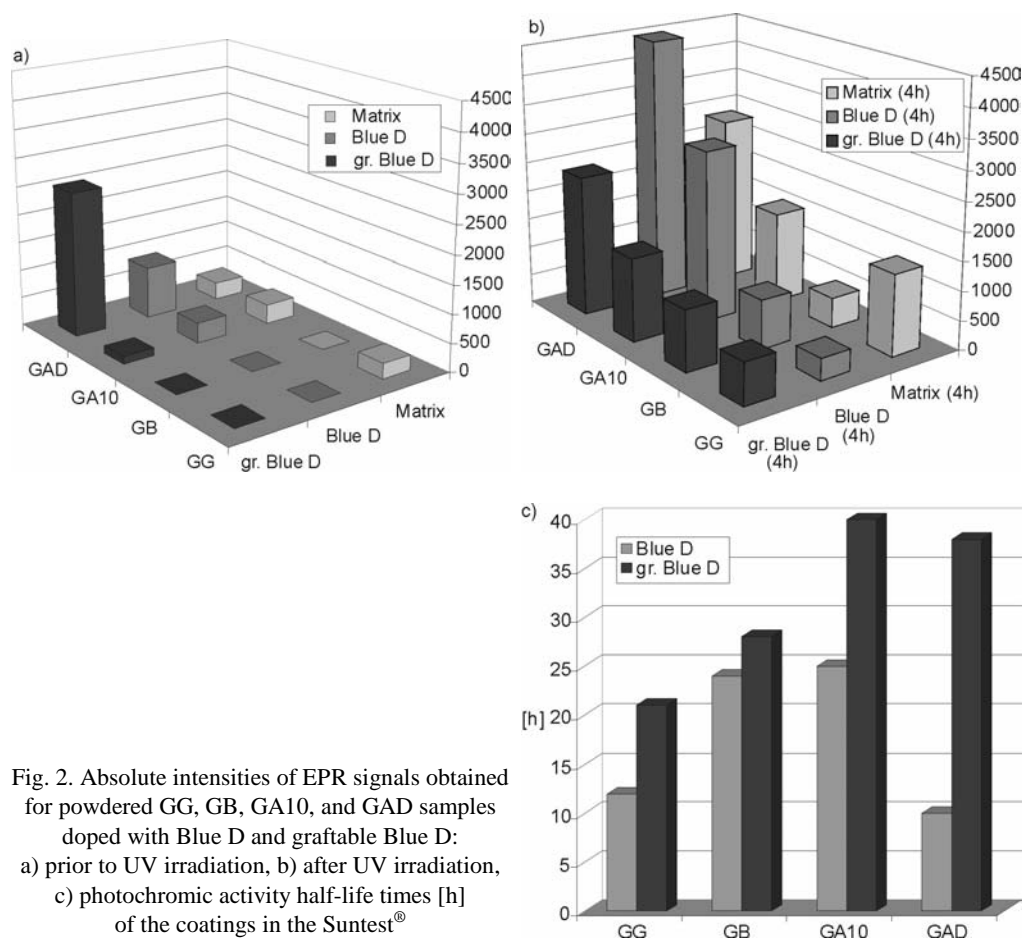 a)
Matrix
Blue D
gr. Blue D
4500
4000
3500
3000
2500
2000
1500
1000
500
0
GAD
GA10
GB
GG
gr. Blue D
Blue D
Matrix
b)
Matrix (4h)
Blue D (4h)
gr. Blue D (4h)
4500
4000
3500
3000
2500
2000
1500
1000
500
0
GAD
GA10
GB
GG
gr. Blue D
(4h)
Blue D
(4h)
Matrix (4h)
c)
Blue D
gr. Blue D
40
35
30
25
20
[h]
15
10
5
0
GG
GB
GA10
GAD
Fig. 2. Absolute intensities of EPR signals obtained
for powdered GG, GB, GA10, and GAD samples
doped with Blue D and graftable Blue D:
a) prior to UV irradiation, b) after UV irradiation,
c) photochromic activity half-life times [h]
of the coatings in the Suntest®